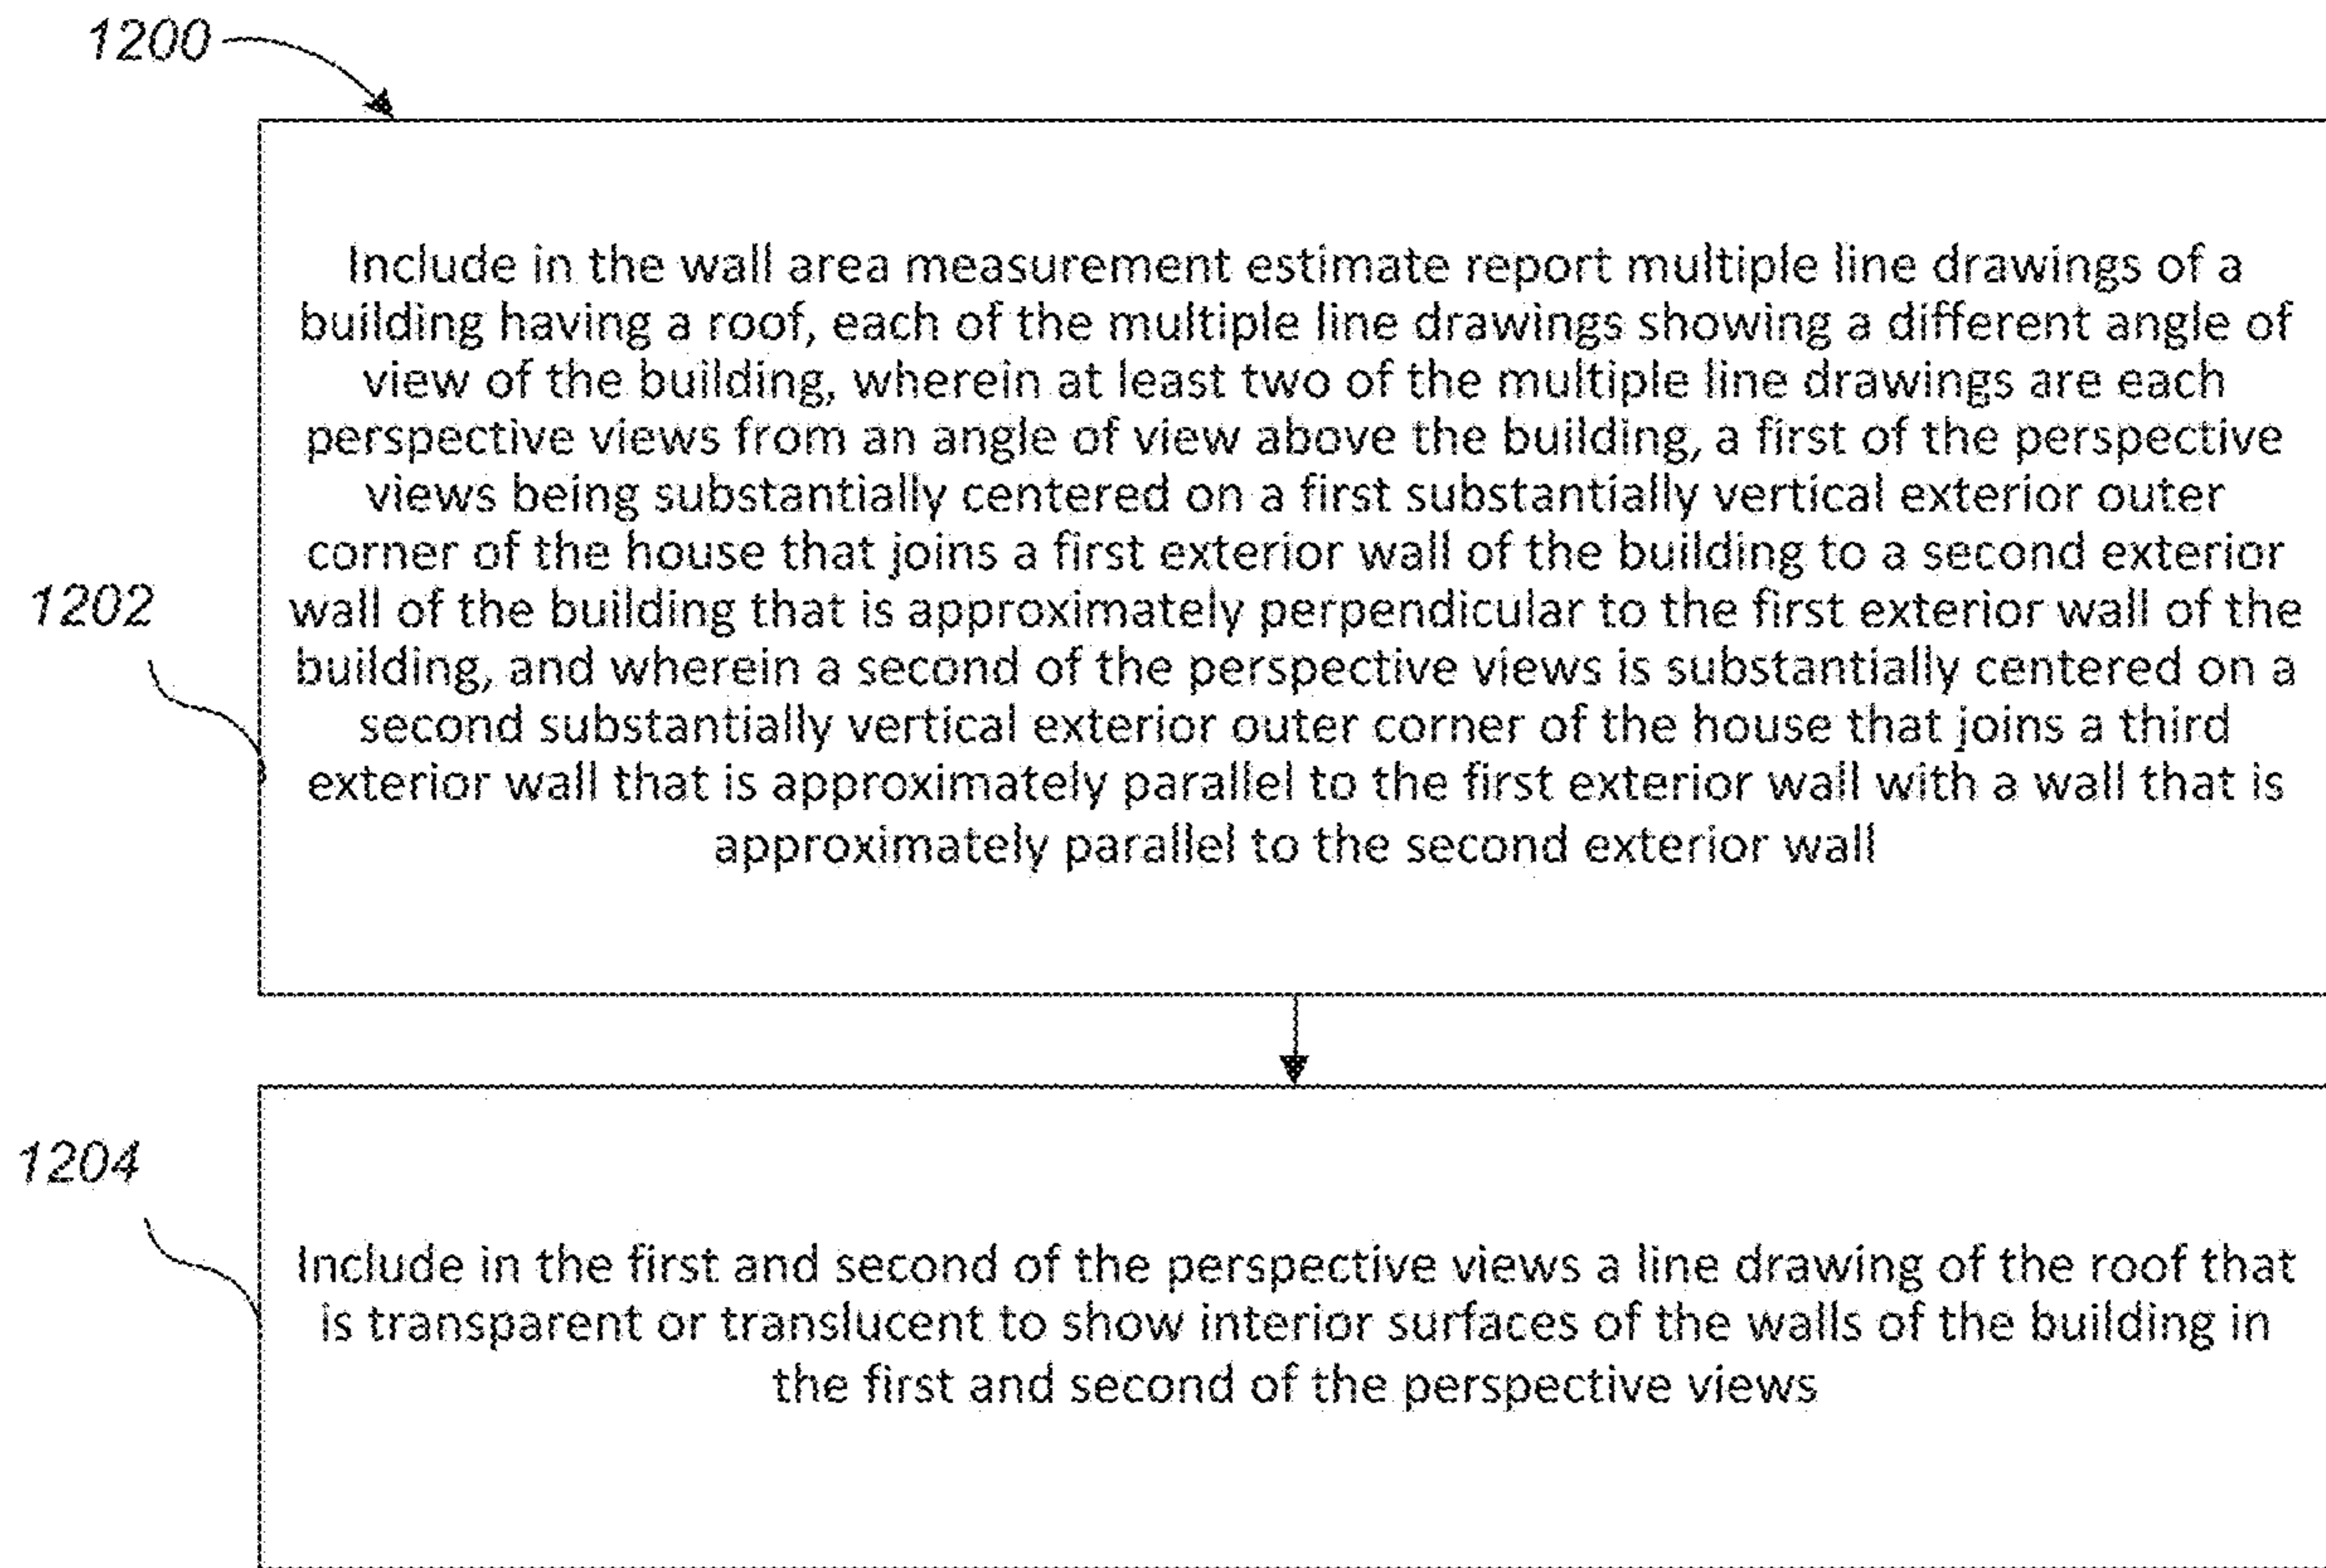 1200
Include in the wall area measurement estimate report multiple line drawings of a
building having a roof, each of the multiple line drawings showing a different angle of
view of the building, wherein at least two of the multiple line drawings are each
perspective views from an angle of view above the building, a first of the perspective
views being substantially centered on a first substantially vertical exterior outer
corner of the house that joins a first exterior wall of the building to a second exterior
1202
wall of the building that is approximately perpendicular to the first exterior wall of the
building, and wherein a second of the perspective views is substantially centered on a
second substantially vertical exterior outer corner of the house that joins a third
exterior wall that is approximately parallel to the first exterior wall with a wall that is
approximately parallel to the second exterior wall
1204
Include in the first and second of the perspective views a line drawing of the roof that
is transparent or translucent to show interior surfaces of the walls of the building in
the first and second of the perspective views